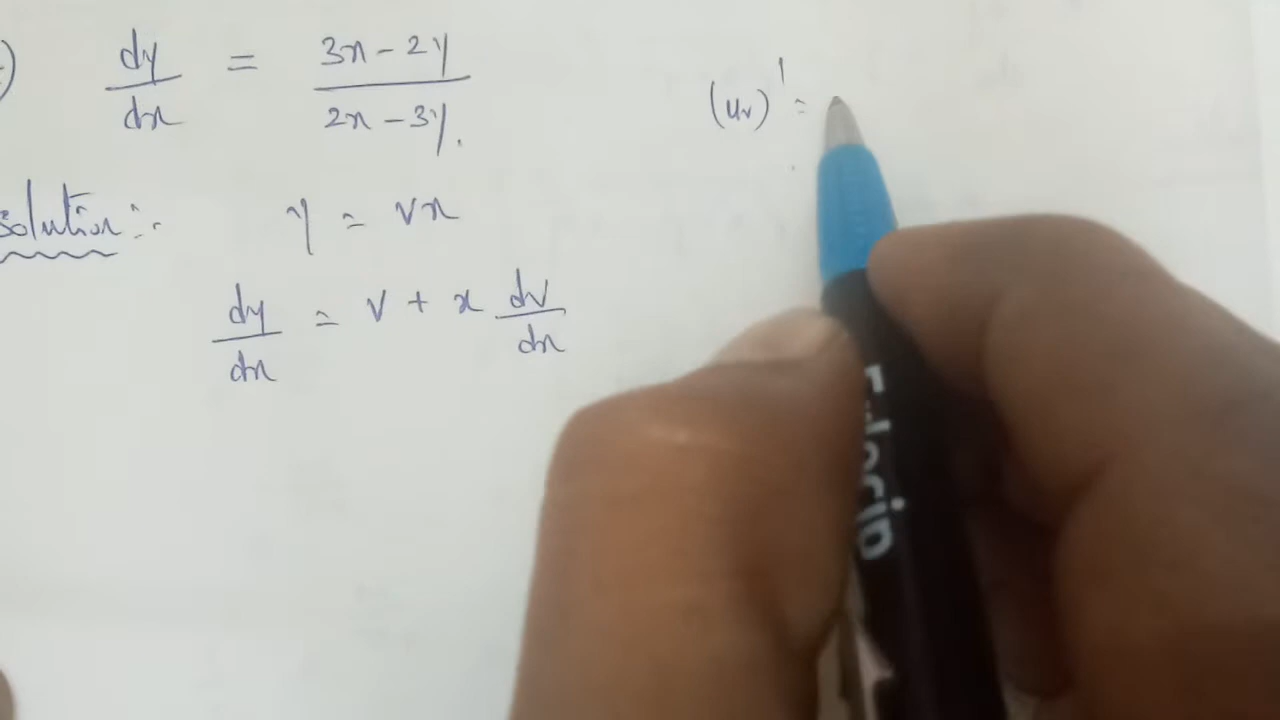 ) dy/dx = 3x - 2y / 2x - 3y.
(uv)' =
Solution :-
y = vx
dy/dx = v + x dv/dx